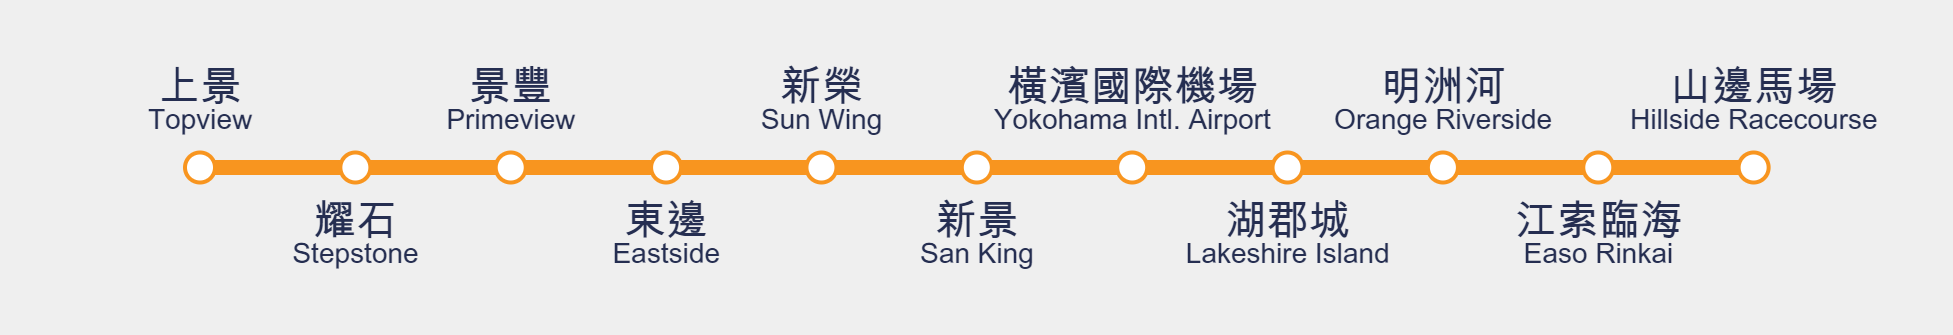 上景
Topview
景豐
Primeview
新榮
Sun Wing
橫濱國際機場
Yokohama Intl. Airport
明洲河
Orange Riverside
山邊馬場
Hillside Racecourse
耀石
Stepstone
東邊
Eastside
新景
San King
湖郡城
Lakeshire Island
江索臨海
Easo Rinkai